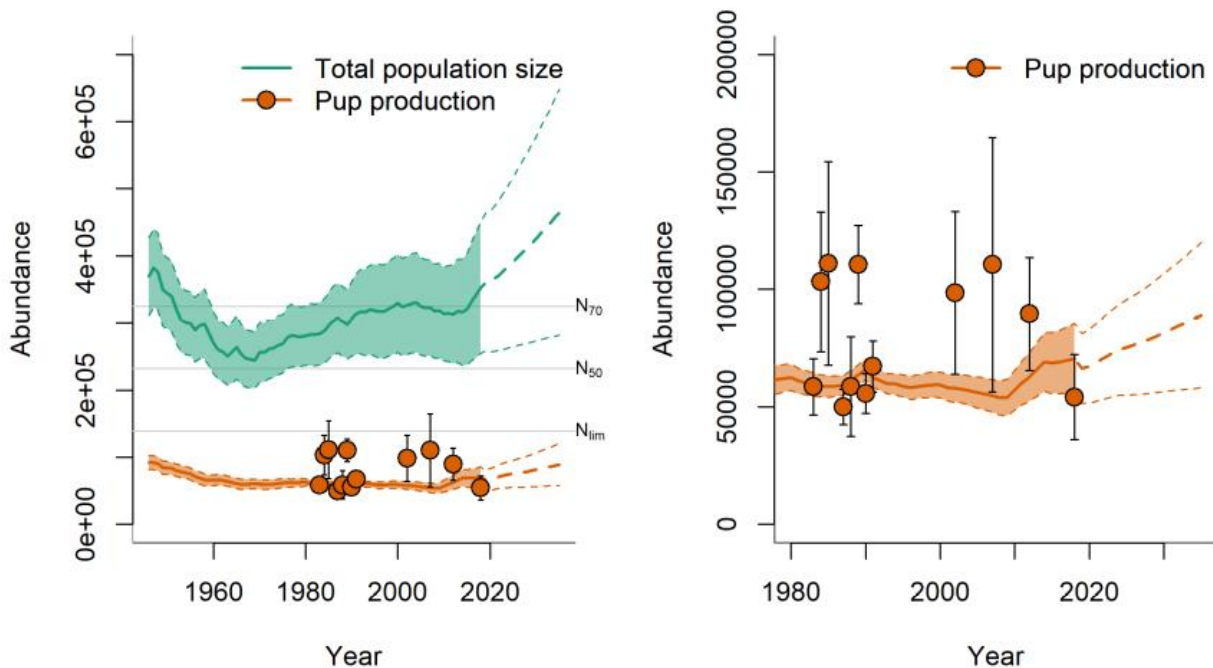 Total population size
Pup production
Abundance
0e+00
2e+05
4e+05
6e+05
N70
N50
Nlim
1960
1980
2000
2020
Year
Pup production
Abundance
0
50000
100000
150000
200000
1980
2000
2020
Year